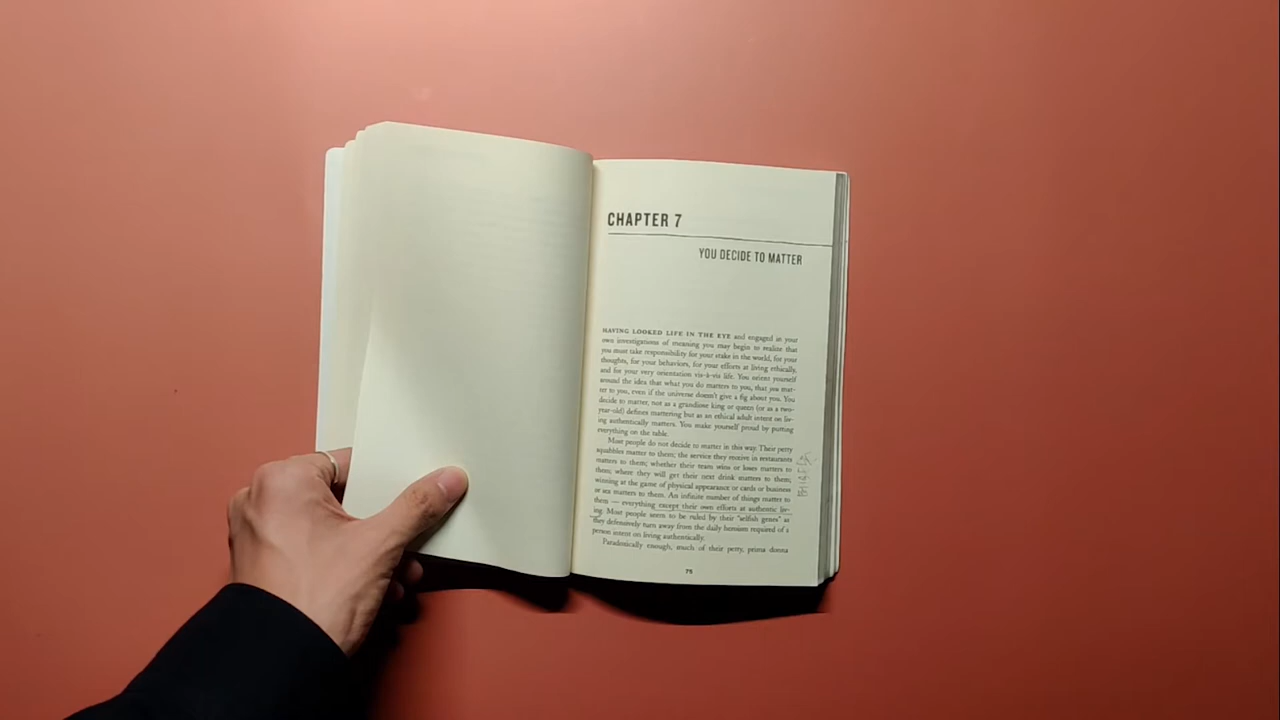 CHAPTER 7
YOU DECIDE TO MATTER
HAVING LOOKED LIFE IN THE EYE and engaged in your
own investigations of meaning you may begin to realize that
you must take responsibility for your stake in the world, for your
thoughts, for your behaviors, for your efforts at living ethically,
and for your very orientation vis-à-vis life. You orient yourself
around the idea that what you do matters to you, that you mat-
ter to you, even if the universe doesn't give a fig about you. You
decide to matter, not as a grandiose king or queen (or as a two-
year-old) defines mattering but as an ethical adult intent on liv-
ing authentically matters. You make yourself proud by putting
everything on the table.
Most people do not decide to matter in this way. Their petty
squabbles matter to them; the service they receive in restaurants
matters to them; whether their team wins or loses matters to
them; where they will get their next drink matters to them;
winning at the game of physical appearance or cards or business
or sex matters to them. An infinite number of things matter to
them — everything except their own efforts at authentic liv-
ing. Most people seem to be ruled by their "selfish genes" as
they defensively turn away from the daily heroism required of a
person intent on living authentically.
Paradoxically enough, much of their petty, prima donna
75